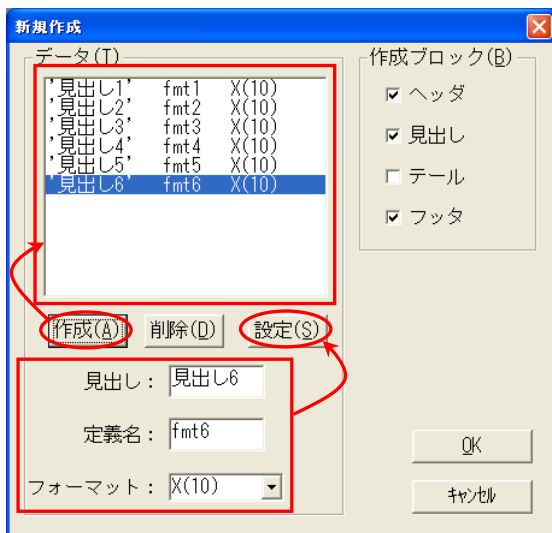 新規作成
データ(T)
'見出し1' fmt1 X(10)
'見出し2' fmt2 X(10)
'見出し3' fmt3 X(10)
'見出し4' fmt4 X(10)
'見出し5' fmt5 X(10)
'見出し6' fmt6 X(10)
作成(A) 削除(D) 設定(S)
見出し： 見出し6
定義名： fmt6
フォーマット： X(10)
作成ブロック(B)
ヘッダ
見出し
テール
フッタ
OK
ｷｬﾝｾﾙ